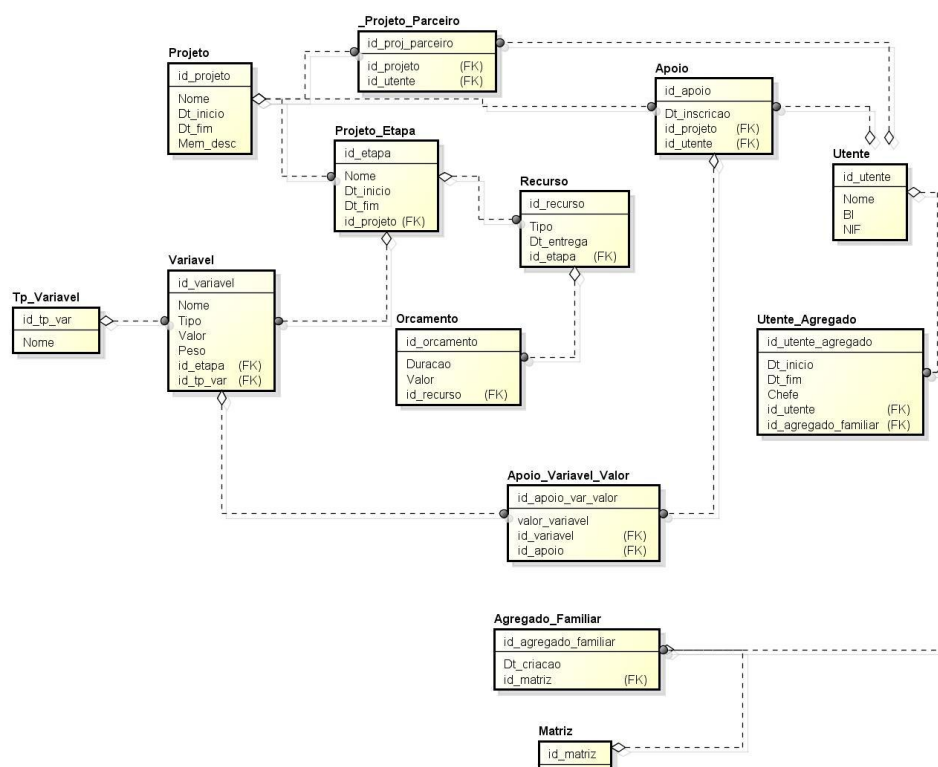 _Projeto_Parceiro
id_proj_parceiro
id_projeto (FK)
id_utente (FK)
Projeto
id_projeto
Nome
Dt_inicio
Dt_fim
Mem_desc
Apoio
id_apoio
Dt_inscricao
id_projeto (FK)
id_utente (FK)
Projeto_Etapa
id_etapa
Nome
Dt_inicio
Dt_fim
id_projeto (FK)
Utente
id_utente
Nome
BI
NIF
Recurso
id_recurso
Tipo
Dt_entrega
id_etapa (FK)
Variavel
id_variavel
Nome
Tipo
Valor
Peso
id_etapa (FK)
id_tp_var (FK)
Tp_Variavel
id_tp_var
Nome
Orcamento
id_orcamento
Duracao
Valor
id_recurso (FK)
Utente_Agregado
id_utente_agregado
Dt_inicio
Dt_fim
Chefe
id_utente (FK)
id_agregado_familiar (FK)
Apoio_Variavel_Valor
id_apoio_var_valor
valor_variavel
id_variavel (FK)
id_apoio (FK)
Agregado_Familiar
id_agregado_familiar
Dt_criacao
id_matriz (FK)
Matriz
id_matriz